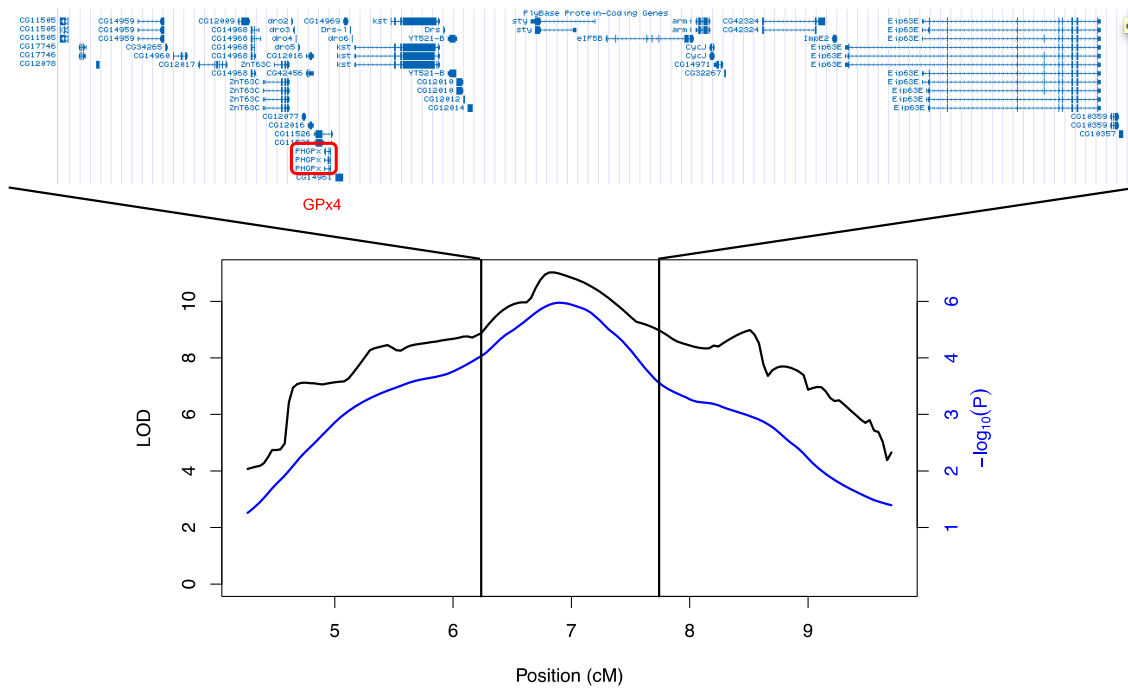 FlyBase Protein-Coding Genes
CG11505 CG14959 CG12009 dro2 CG14969 kst Drs sty armi CG42324 Eip63E
CG11505 CG14959 CG14968 dro3 Drs-l YT521-B sty armi CG42324 Eip63E
CG11505 CG14959 CG14968 dro4 dro6 eIF5B ImpE2 Eip63E
CG17746 CG34265 CG14968 dro5 kst CycJ Eip63E
CG17746 CG14960 CG14968 CG12016 kst CycJ Eip63E
CG12078 CG12017 ZnT63C kst CG14971 Eip63E
CG14968 CG42456 YT521-B CG32267 Eip63E
ZnT63C CG12010 Eip63E
ZnT63C CG12010 Eip63E
ZnT63C CG12012 Eip63E
ZnT63C CG12014 Eip63E
CG12077 CG10359
CG12016 CG10359
CG11526 CG10357
PHGPx
PHGPx
PHGPx
CG14961
GPx4
10
8
6
4
2
0
LOD
6
4
3
2
1
-log10(P)
5 6 7 8 9
Position (cM)